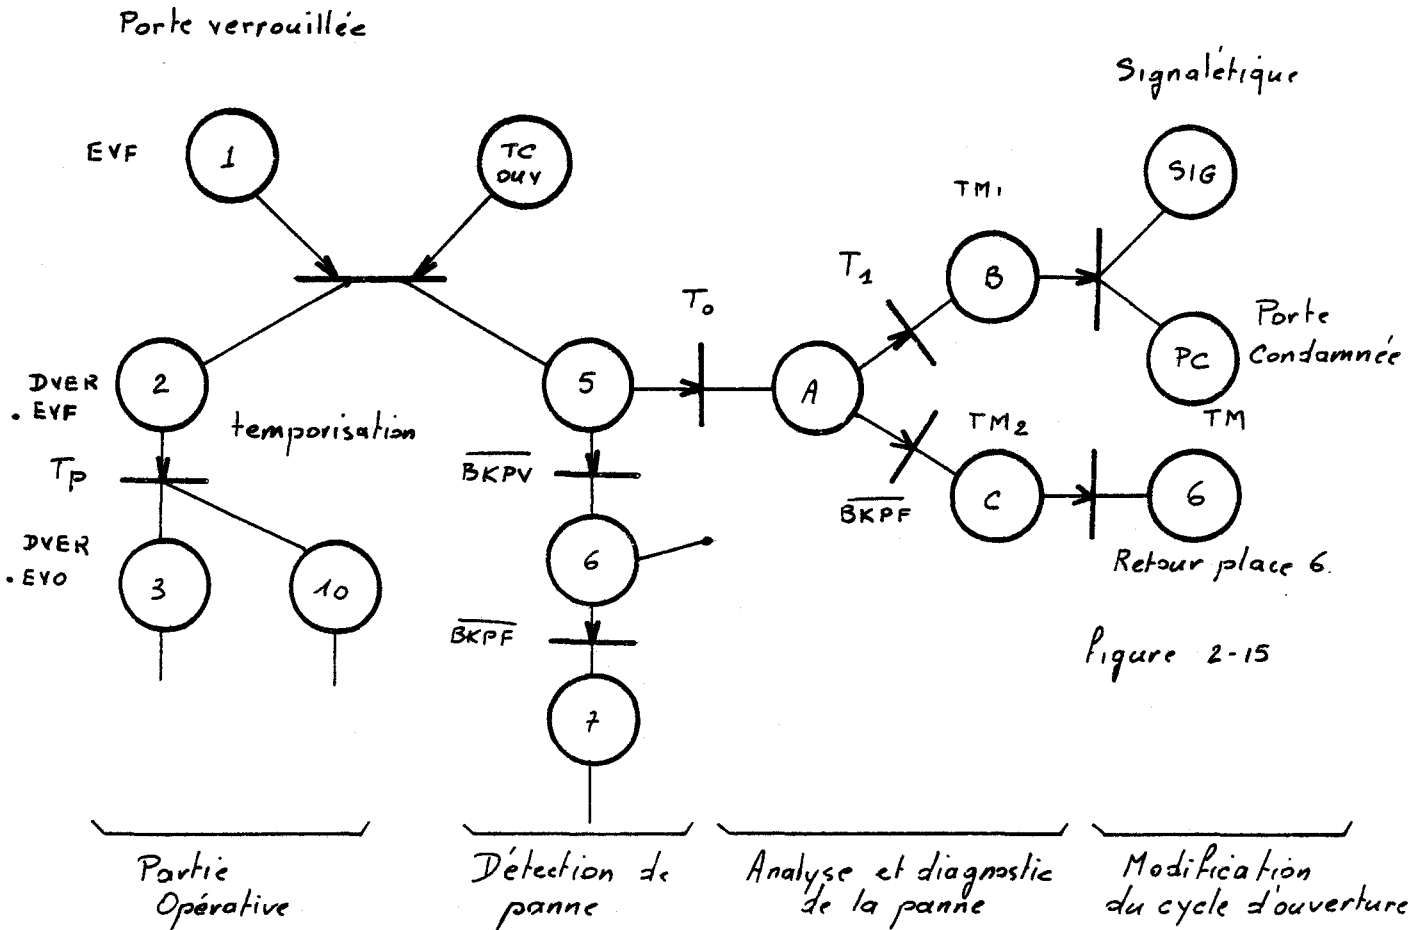 Porte verrouillée
Signalétique
EVF
1
TC
OUV
SIG
TM1
B
T1
T0
Porte
Condamnée
PC
TM
DVER
. EVF
2
temporisation
5
A
TM2
Tp
BKPV
BKPF
C
6
Retour place 6.
DVER
. EVO
3
10
6
BKPF
7
figure 2-15
Partie
Opérative
Détection de
panne
Analyse et diagnostic
de la panne
Modification
du cycle d'ouverture